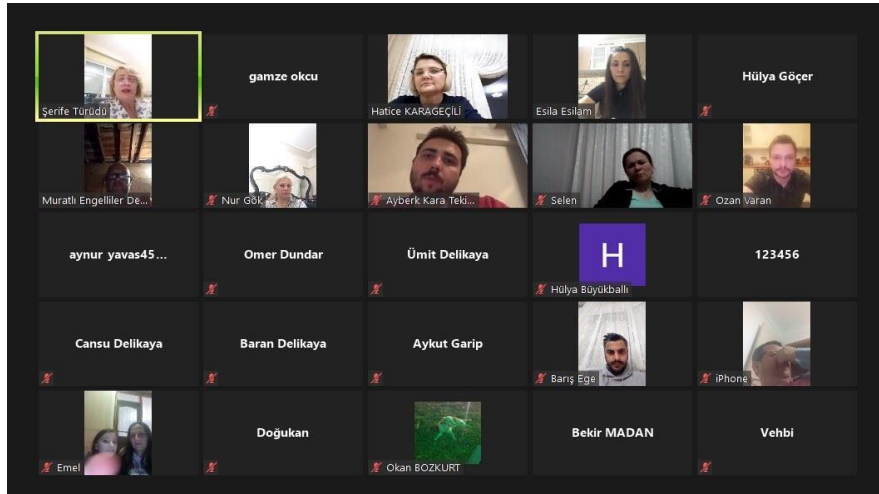 Şerife Türüdü
gamze okcu
Hatice KARAGEÇİLİ
Esila Esilam
Hülya Göçer
Muratlı Engelliler De...
Nur Gök
Ayberk Kara Teki...
Selen
Ozan Varan
aynur yavas45...
Omer Dundar
Ümit Delikaya
H
Hülya Büyükballı
123456
Cansu Delikaya
Baran Delikaya
Aykut Garip
Barış Ege
iPhone
Emel
Doğukan
Okan BOZKURT
Bekir MADAN
Vehbi